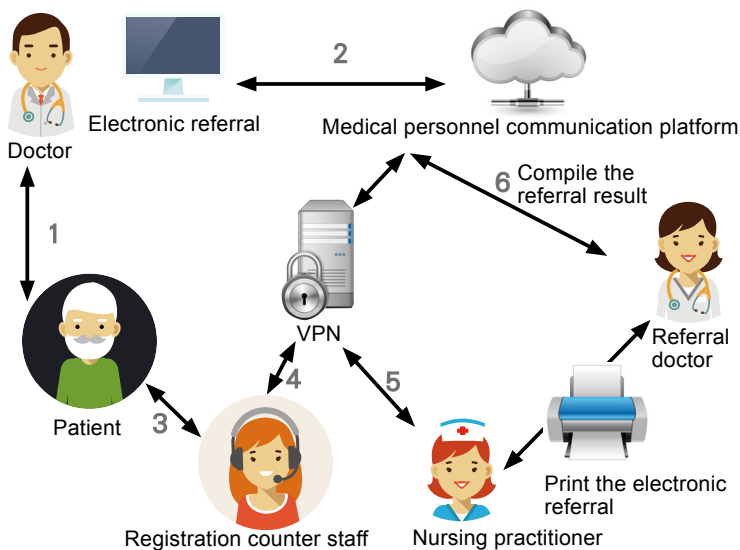 2
Electronic referral
Medical personnel communication platform
Doctor
6 Compile the
referral result
1
VPN
Referral
doctor
4
5
Patient
3
Print the electronic
referral
Registration counter staff
Nursing practitioner